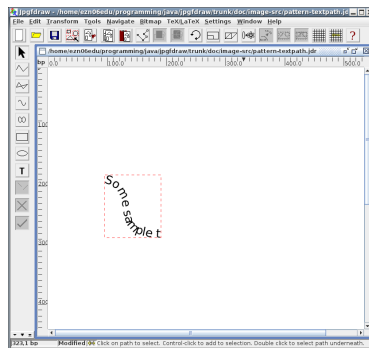 jpgfdraw - /home/ezn06edu/programming/java/jpgfdraw/trunk/doc/image-src/pattern-textpath.jdr
File Edit Transform Tools Navigate Bitmap TeX/LaTeX Settings Window Help
/home/ezn06edu/programming/java/jpgfdraw/trunk/doc/image-src/pattern-textpath.jdr
bp 0.0 100.0 200.0 300.0 400.0 500.0
100
200
300
400
T
Some sample t
323,1 bp Modified Click on path to select. Control-click to add to selection. Double click to select path underneath.